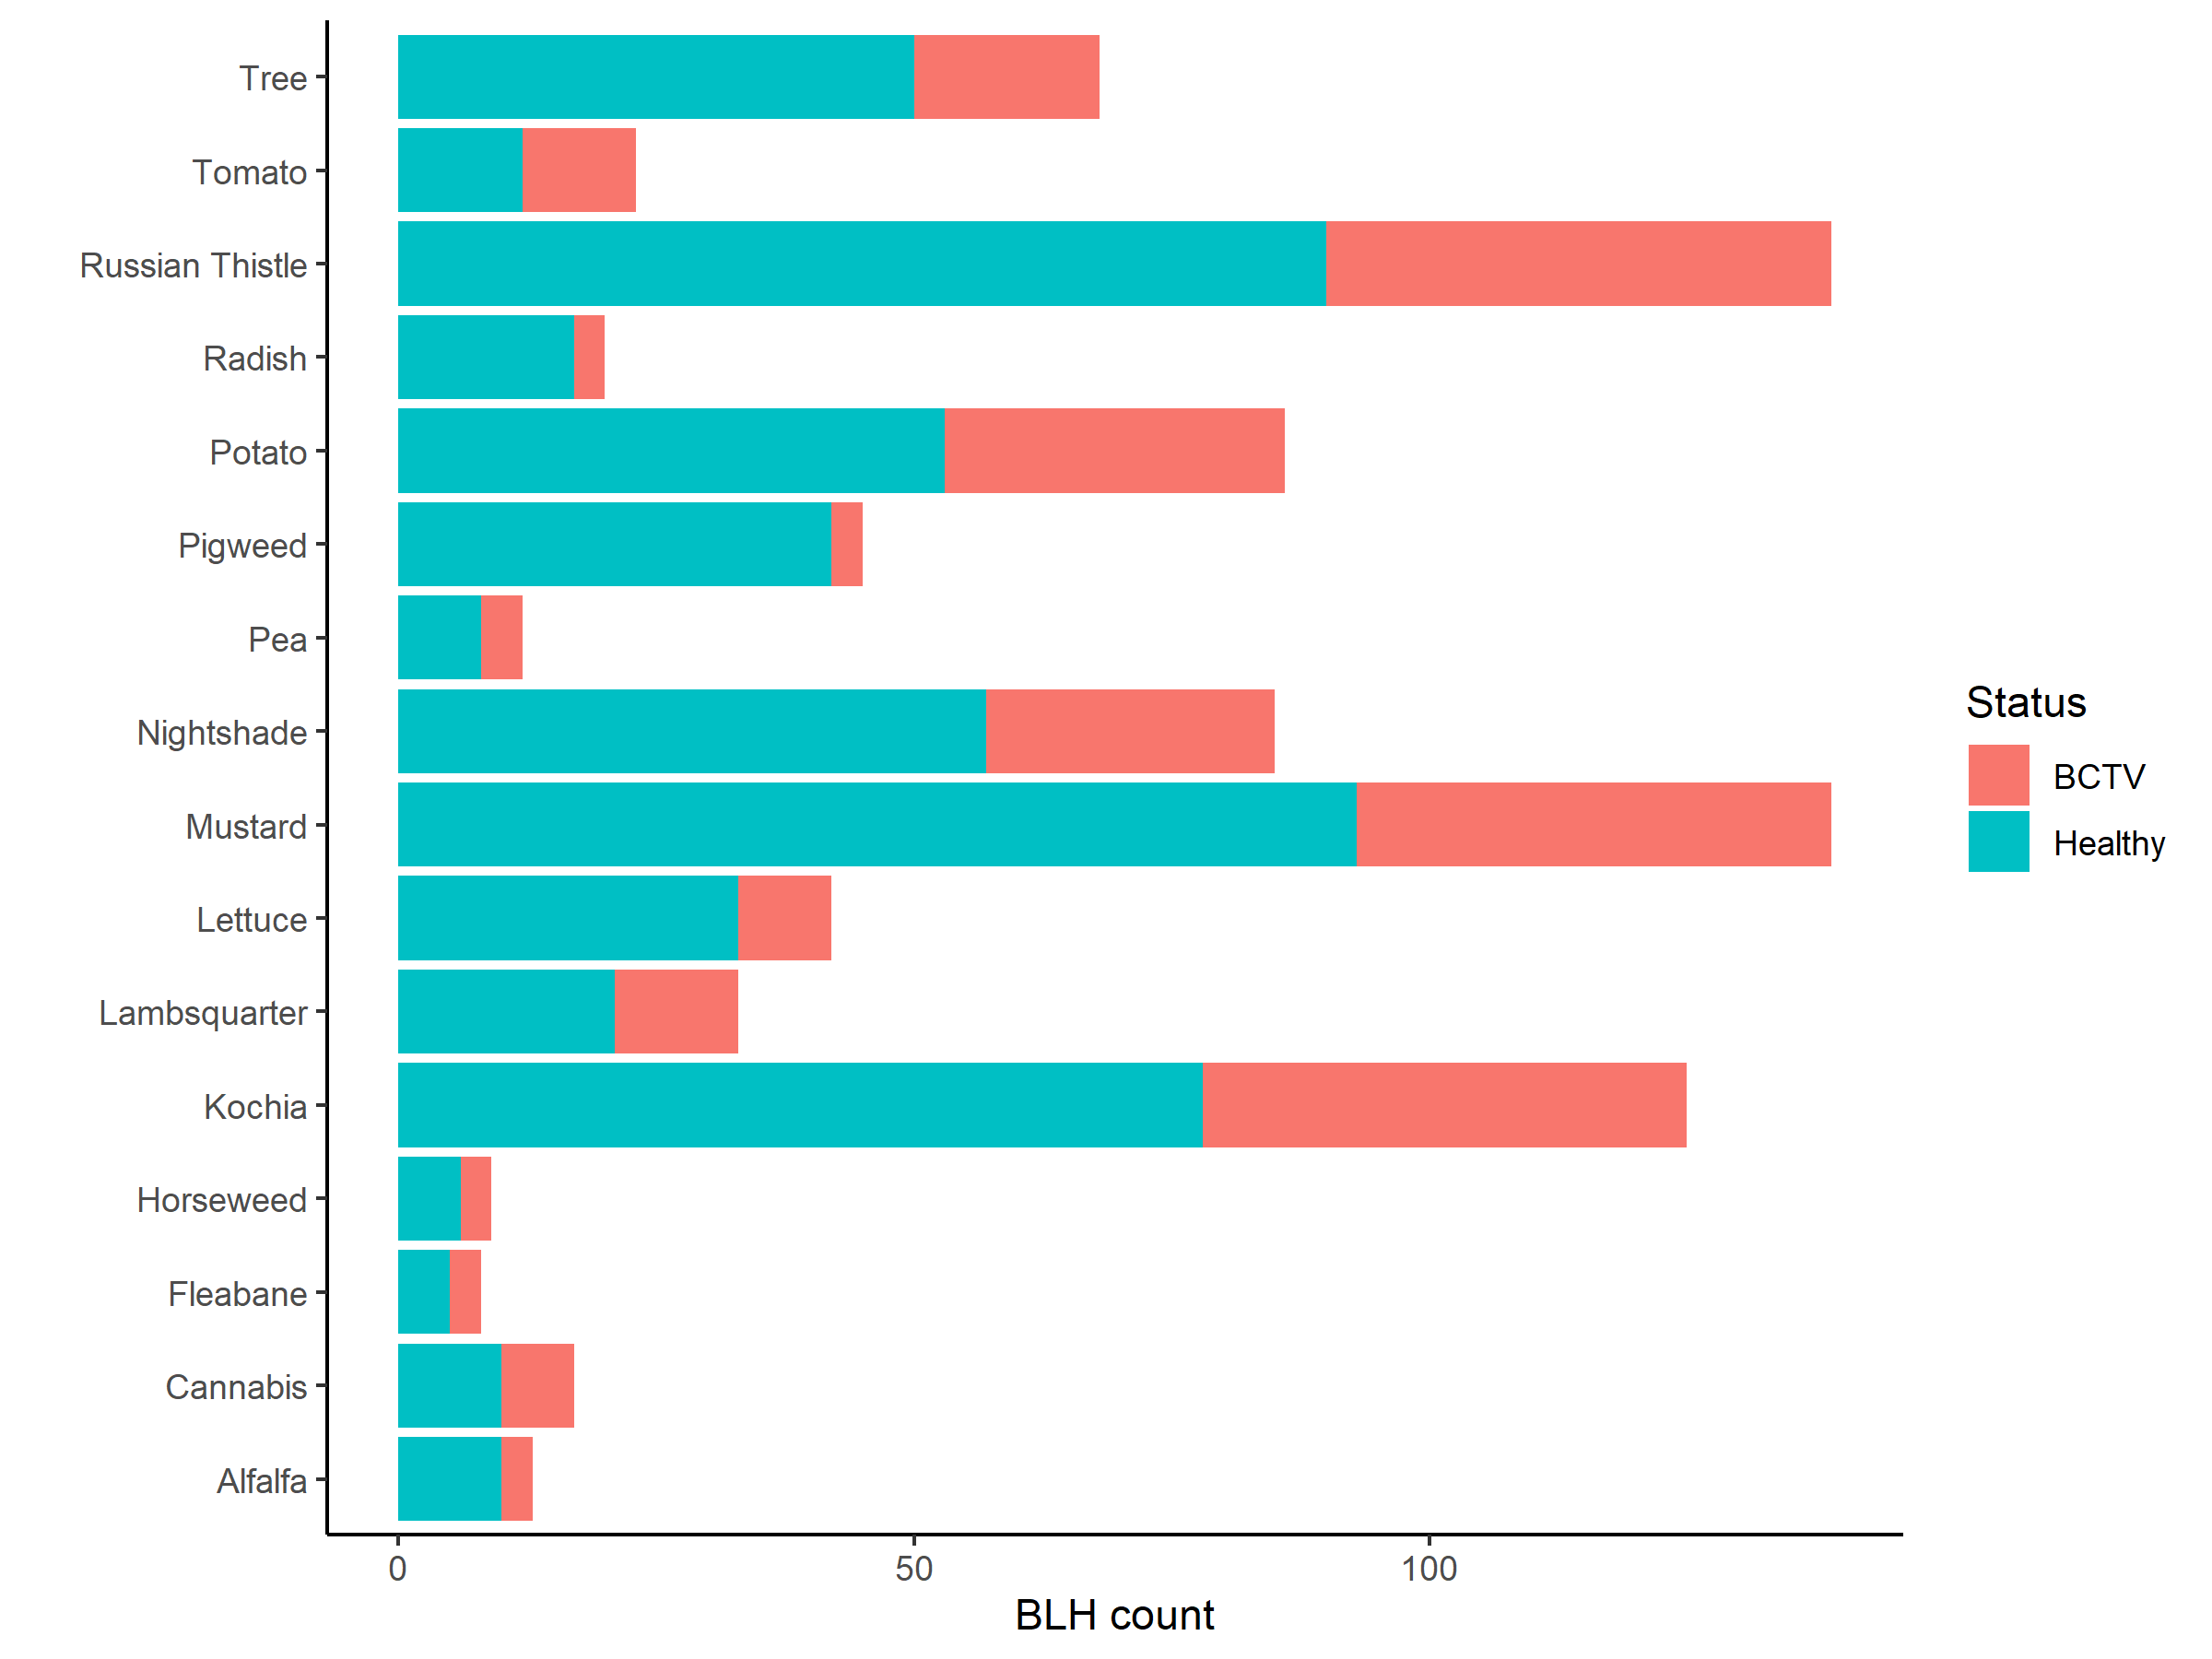 Tree
Tomato
Russian Thistle
Radish
Potato
Pigweed
Pea
Nightshade
Mustard
Lettuce
Lambsquarter
Kochia
Horseweed
Fleabane
Cannabis
Alfalfa
0 50 100
BLH count
Status
BCTV
Healthy